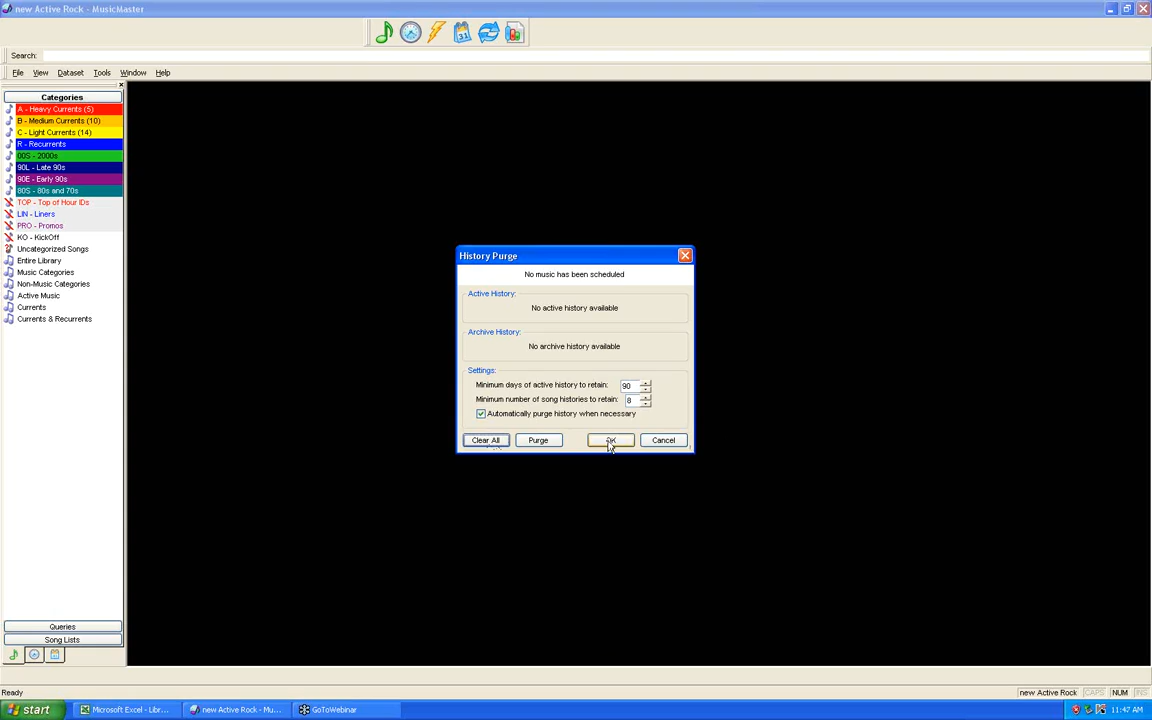 new Active Rock - MusicMaster
31
Search:
File View Dataset Tools Window Help
Categories
A - Heavy Currents (5)
B - Medium Currents (10)
C - Light Currents (14)
R - Recurrents
00S - 2000s
90L - Late 90s
90E - Early 90s
80S - 80s and 70s
TOP - Top of Hour IDs
LIN - Liners
PRO - Promos
KO - KickOff
Uncategorized Songs
Entire Library
Music Categories
Non-Music Categories
Active Music
Currents
Currents & Recurrents
Queries
Song Lists
History Purge
No music has been scheduled
Active History:
No active history available
Archive History:
No archive history available
Settings:
Minimum days of active history to retain: 90
Minimum number of song histories to retain: 8
Automatically purge history when necessary
Clear All Purge OK Cancel
Ready new Active Rock CAPS NUM INS
start Microsoft Excel - Libr... new Active Rock - Mu... GoToWebinar 11:47 AM